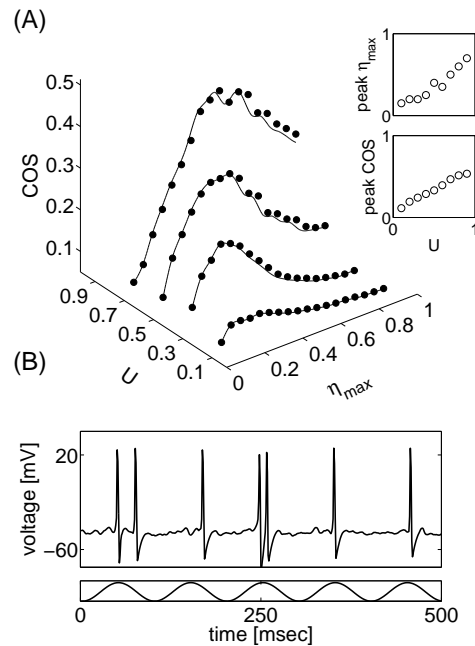 (A)
0.5
0.4
0.3
0.2
0.1
COS
0.9
0.7
0.5
0.3
0.1
U
0
0.2
0.4
0.6
0.8
1
η_max
1
0
peak η_max
1
0
peak COS
0
1
U
(B)
20
−60
voltage [mV]
0
250
500
time [msec]